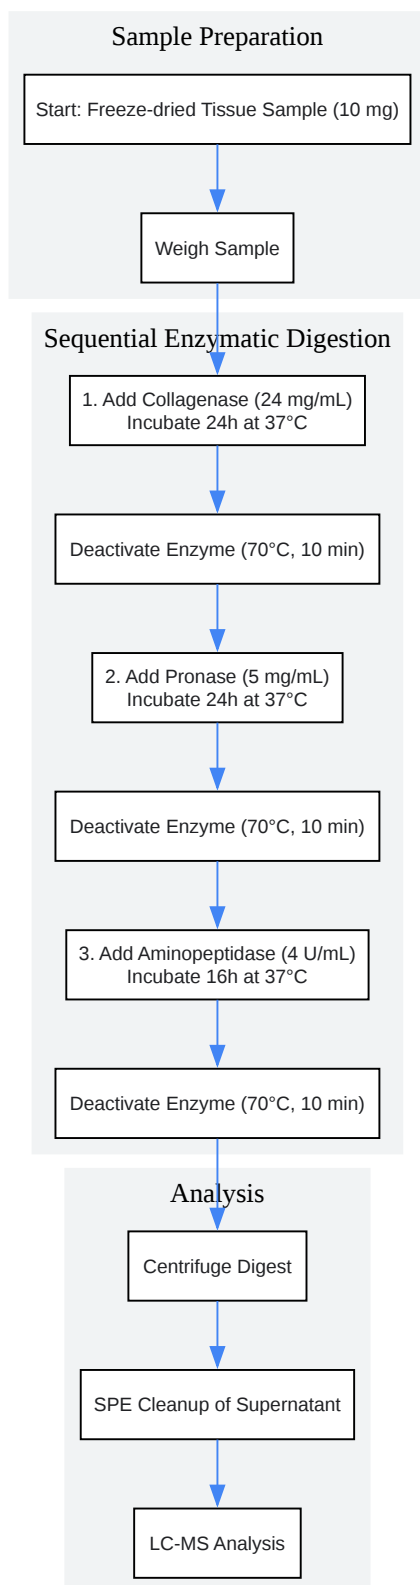 Sample Preparation
Start: Freeze-dried Tissue Sample (10 mg)
Weigh Sample
Sequential Enzymatic Digestion
1. Add Collagenase (24 mg/mL)
Incubate 24h at 37°C
Deactivate Enzyme (70°C, 10 min)
2. Add Pronase (5 mg/mL)
Incubate 24h at 37°C
Deactivate Enzyme (70°C, 10 min)
3. Add Aminopeptidase (4 U/mL)
Incubate 16h at 37°C
Deactivate Enzyme (70°C, 10 min)
Analysis
Centrifuge Digest
SPE Cleanup of Supernatant
LC-MS Analysis